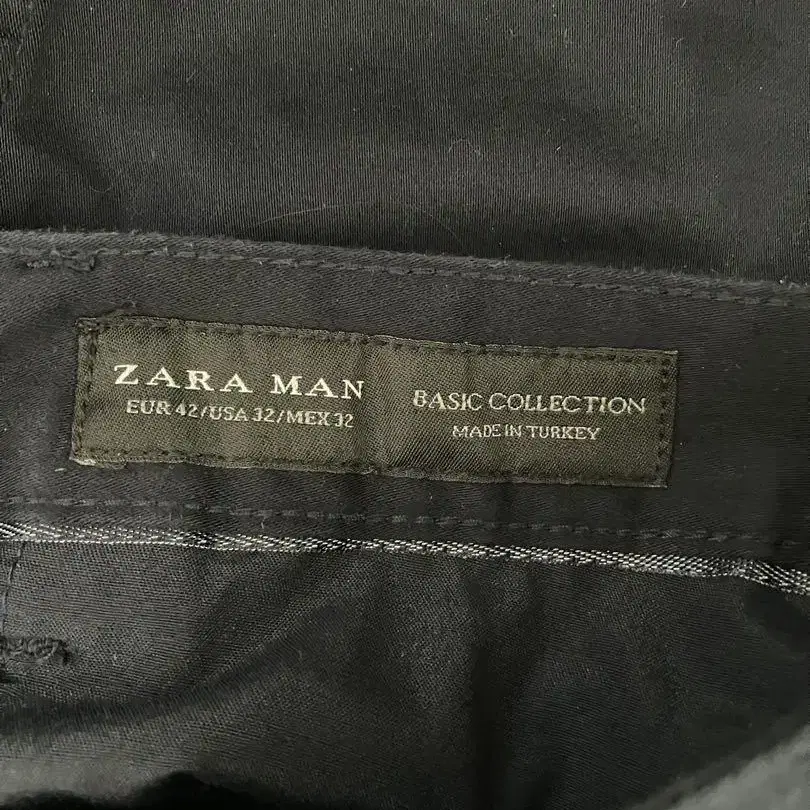 ZARA MAN
EUR 42/USA 32/MEX 32
BASIC COLLECTION
MADE IN TURKEY